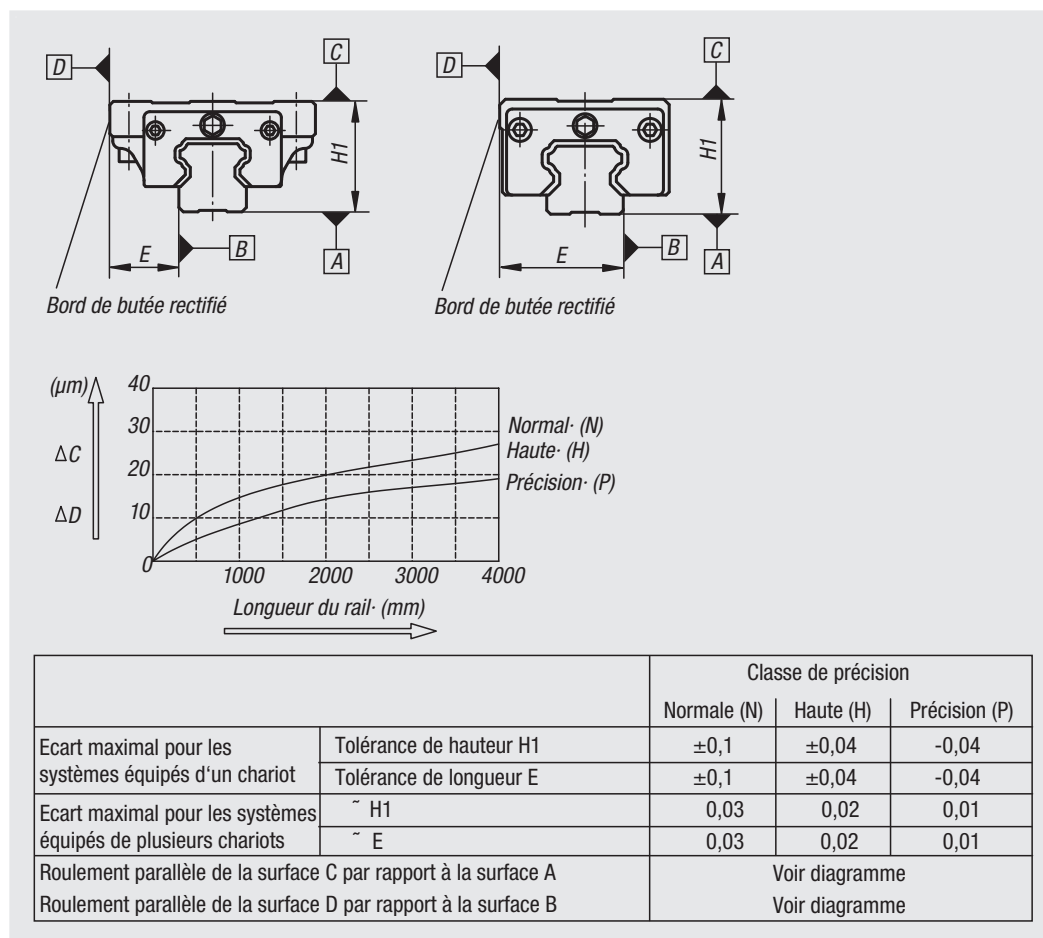 D
C
H1
E
B
A
Bord de butée rectifié
D
C
H1
E
B
A
Bord de butée rectifié
(µm)
ΔC
ΔD
40
30
20
10
0
1000 2000 3000 4000
Normal· (N)
Haute· (H)
Précision· (P)
Longueur du rail· (mm)
Classe de précision
Normale (N) Haute (H) Précision (P)
Ecart maximal pour les
systèmes équipés d‘un chariot
Tolérance de hauteur H1 ±0,1 ±0,04 -0,04
Tolérance de longueur E ±0,1 ±0,04 -0,04
Ecart maximal pour les systèmes
équipés de plusieurs chariots
˜ H1 0,03 0,02 0,01
˜ E 0,03 0,02 0,01
Roulement parallèle de la surface C par rapport à la surface A Voir diagramme
Roulement parallèle de la surface D par rapport à la surface B Voir diagramme